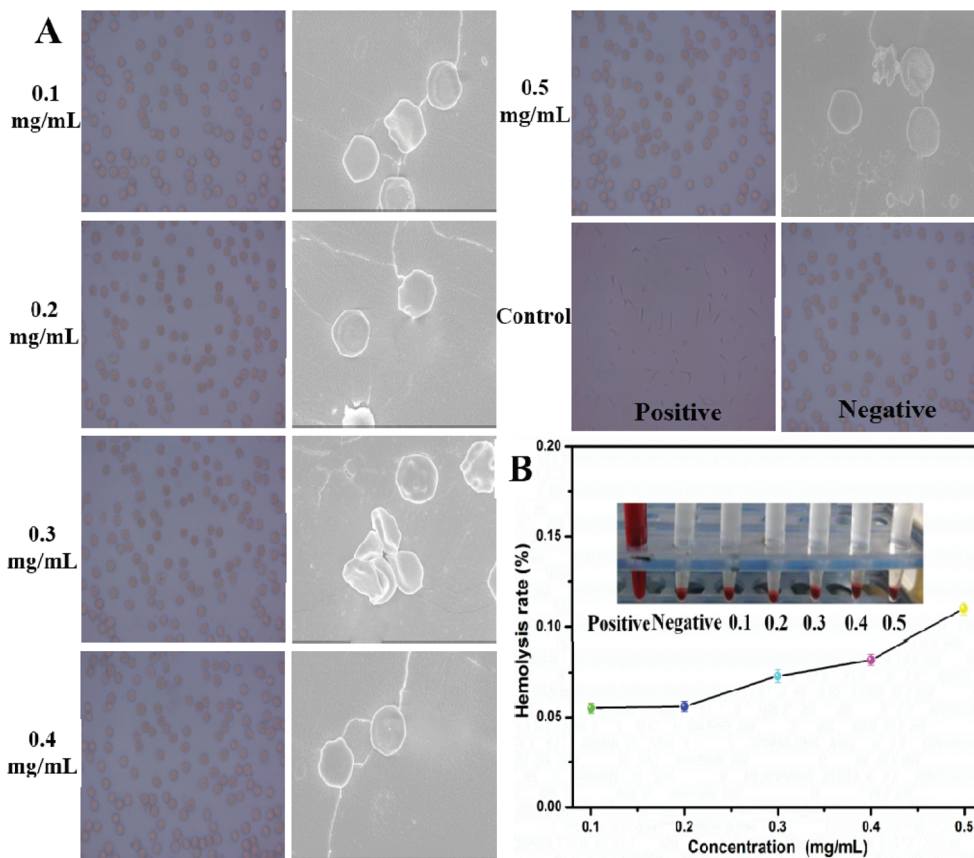 A
0.1
mg/mL
0.2
mg/mL
0.3
mg/mL
0.4
mg/mL
0.5
mg/mL
Control
Positive
Negative
B
Hemolysis rate (%)
0.20
0.15
0.10
0.05
0.00
Positive Negative 0.1 0.2 0.3 0.4 0.5
0.1 0.2 0.3 0.4 0.5
Concentration (mg/mL)